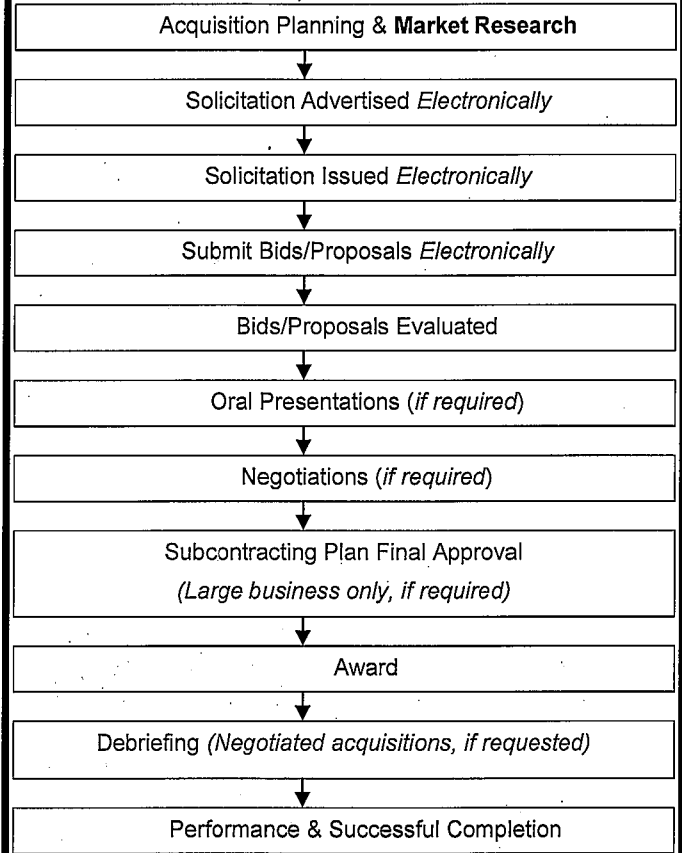 Acquisition Planning & Market Research
Solicitation Advertised Electronically
Solicitation Issued Electronically
Submit Bids/Proposals Electronically
Bids/Proposals Evaluated
Oral Presentations (if required)
Negotiations (if required)
Subcontracting Plan Final Approval
(Large business only, if required)
Award
Debriefing (Negotiated acquisitions, if requested)
Performance & Successful Completion